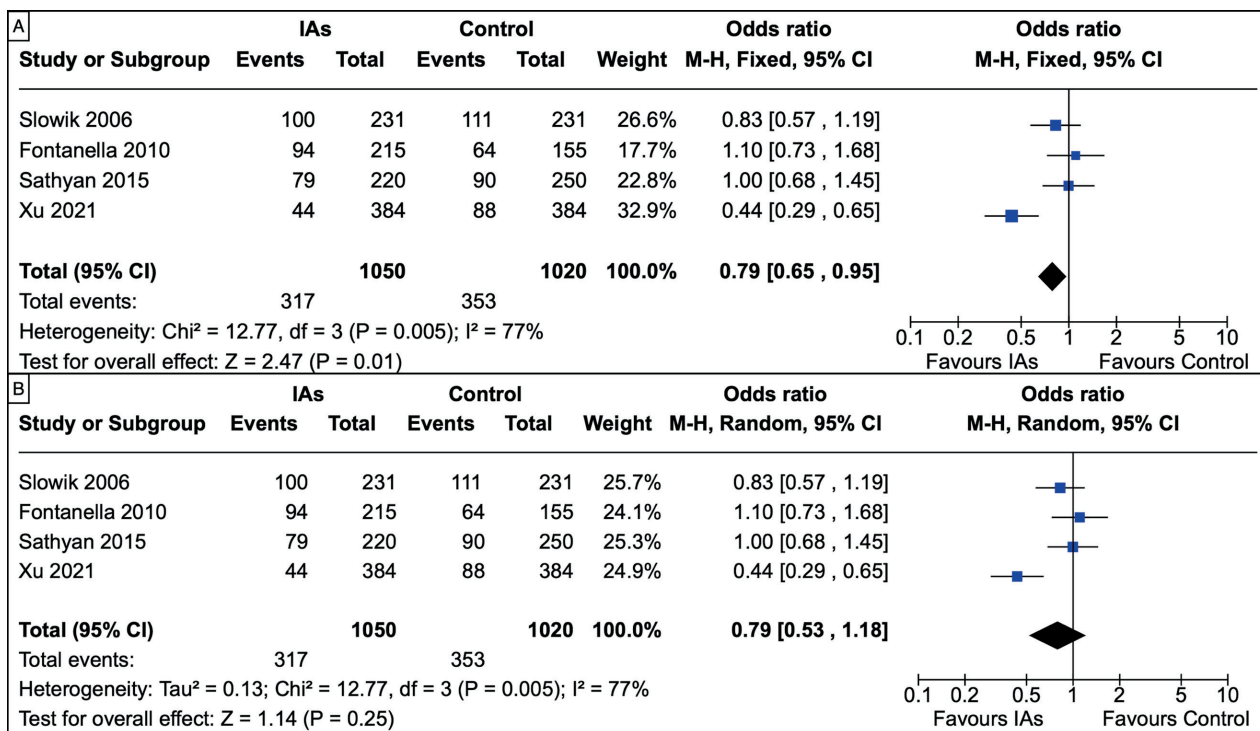 A
IAs Control Odds ratio Odds ratio
Study or Subgroup Events Total Events Total Weight M-H, Fixed, 95% CI M-H, Fixed, 95% CI
Slowik 2006 100 231 111 231 26.6% 0.83 [0.57 , 1.19]
Fontanella 2010 94 215 64 155 17.7% 1.10 [0.73 , 1.68]
Sathyan 2015 79 220 90 250 22.8% 1.00 [0.68 , 1.45]
Xu 2021 44 384 88 384 32.9% 0.44 [0.29 , 0.65]
Total (95% CI) 1050 1020 100.0% 0.79 [0.65 , 0.95]
Total events: 317 353
Heterogeneity: Chi² = 12.77, df = 3 (P = 0.005); I² = 77%
0.1 0.2 0.5 1 2 5 10
Test for overall effect: Z = 2.47 (P = 0.01)
Favours IAs Favours Control
B
IAs Control Odds ratio Odds ratio
Study or Subgroup Events Total Events Total Weight M-H, Random, 95% CI M-H, Random, 95% CI
Slowik 2006 100 231 111 231 25.7% 0.83 [0.57 , 1.19]
Fontanella 2010 94 215 64 155 24.1% 1.10 [0.73 , 1.68]
Sathyan 2015 79 220 90 250 25.3% 1.00 [0.68 , 1.45]
Xu 2021 44 384 88 384 24.9% 0.44 [0.29 , 0.65]
Total (95% CI) 1050 1020 100.0% 0.79 [0.53 , 1.18]
Total events: 317 353
Heterogeneity: Tau² = 0.13; Chi² = 12.77, df = 3 (P = 0.005); I² = 77%
0.1 0.2 0.5 1 2 5 10
Test for overall effect: Z = 1.14 (P = 0.25)
Favours IAs Favours Control